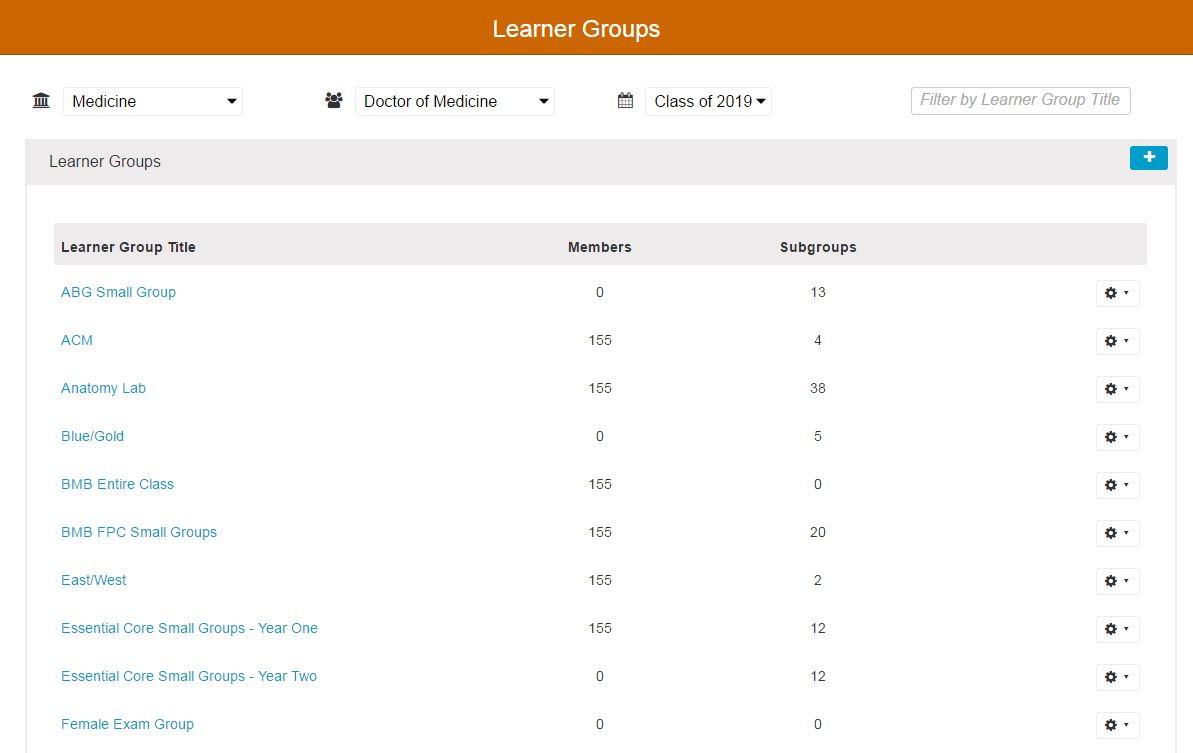 Learner Groups
Medicine Doctor of Medicine Class of 2019 Filter by Learner Group Title
Learner Groups +
Learner Group Title Members Subgroups
ABG Small Group 0 13
ACM 155 4
Anatomy Lab 155 38
Blue/Gold 0 5
BMB Entire Class 155 0
BMB FPC Small Groups 155 20
East/West 155 2
Essential Core Small Groups - Year One 155 12
Essential Core Small Groups - Year Two 0 12
Female Exam Group 0 0